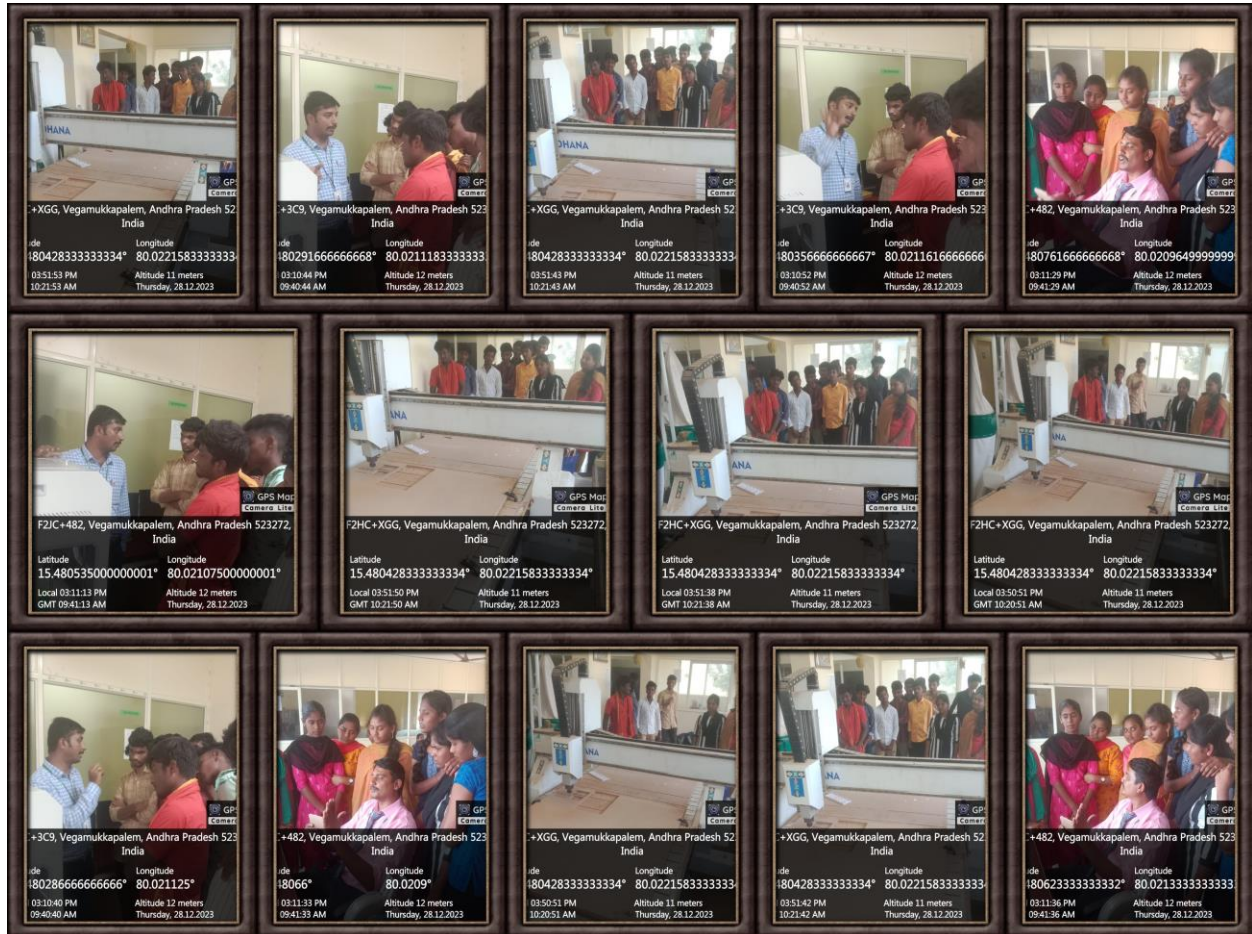 HANA
GPS
Camera
C+XGG, Vegamukkapalem, Andhra Pradesh 52
India
Longitude
480428333333334° 80.0221583333333
03:51:53 PM Altitude 11 meters
10:21:53 AM Thursday, 28.12.2023
GPS
Camera
+3C9, Vegamukkapalem, Andhra Pradesh 523
India
Longitude
480291666666668° 80.0211183333333
03:10:44 PM Altitude 12 meters
09:40:44 AM Thursday, 28.12.2023
DHANA
GPS
Camera
+XGG, Vegamukkapalem, Andhra Pradesh 52
India
Longitude
480428333333334° 80.0221583333333
03:51:43 PM Altitude 11 meters
10:21:43 AM Thursday, 28.12.2023
GPS
Camera
+3C9, Vegamukkapalem, Andhra Pradesh 523
India
Longitude
480356666666667° 80.0211616666666
03:10:52 PM Altitude 12 meters
09:40:52 AM Thursday, 28.12.2023
GPS
Camera
+482, Vegamukkapalem, Andhra Pradesh 523
India
Longitude
480761666666668° 80.0209649999999
03:11:29 PM Altitude 12 meters
09:41:29 AM Thursday, 28.12.2023
GPS Map
Camera Lite
F2JC+482, Vegamukkapalem, Andhra Pradesh 523272,
India
Latitude Longitude
15.480535000000001° 80.02107500000001°
Local 03:11:13 PM Altitude 12 meters
GMT 09:41:13 AM Thursday, 28.12.2023
ANA
GPS Map
Camera Lite
F2HC+XGG, Vegamukkapalem, Andhra Pradesh 523272,
India
Latitude Longitude
15.480428333333334° 80.02215833333334°
Local 03:51:50 PM Altitude 11 meters
GMT 10:21:50 AM Thursday, 28.12.2023
ANA
GPS Map
Camera Lite
F2HC+XGG, Vegamukkapalem, Andhra Pradesh 523272,
India
Latitude Longitude
15.480428333333334° 80.02215833333334°
Local 03:51:38 PM Altitude 11 meters
GMT 10:21:38 AM Thursday, 28.12.2023
NA
GPS Map
Camera Lite
F2HC+XGG, Vegamukkapalem, Andhra Pradesh 523272,
India
Latitude Longitude
15.480428333333334° 80.02215833333334°
Local 03:50:51 PM Altitude 11 meters
GMT 10:20:51 AM Thursday, 28.12.2023
GPS
Camera
+3C9, Vegamukkapalem, Andhra Pradesh 523
India
Longitude
480286666666666° 80.021125°
03:10:40 PM Altitude 12 meters
09:40:40 AM Thursday, 28.12.2023
GPS
Camera
+482, Vegamukkapalem, Andhra Pradesh 523
India
Longitude
48066° 80.0209°
03:11:33 PM Altitude 12 meters
09:41:33 AM Thursday, 28.12.2023
NA
GPS
Camera
+XGG, Vegamukkapalem, Andhra Pradesh 52
India
Longitude
480428333333334° 80.0221583333333
03:50:51 PM Altitude 11 meters
10:20:51 AM Thursday, 28.12.2023
NA
GPS
Camera
+XGG, Vegamukkapalem, Andhra Pradesh 52
India
Longitude
480428333333334° 80.0221583333333
03:51:42 PM Altitude 11 meters
10:21:42 AM Thursday, 28.12.2023
GPS
Camera
+482, Vegamukkapalem, Andhra Pradesh 523
India
Longitude
480623333333332° 80.0213333333333
03:11:36 PM Altitude 12 meters
09:41:36 AM Thursday, 28.12.2023